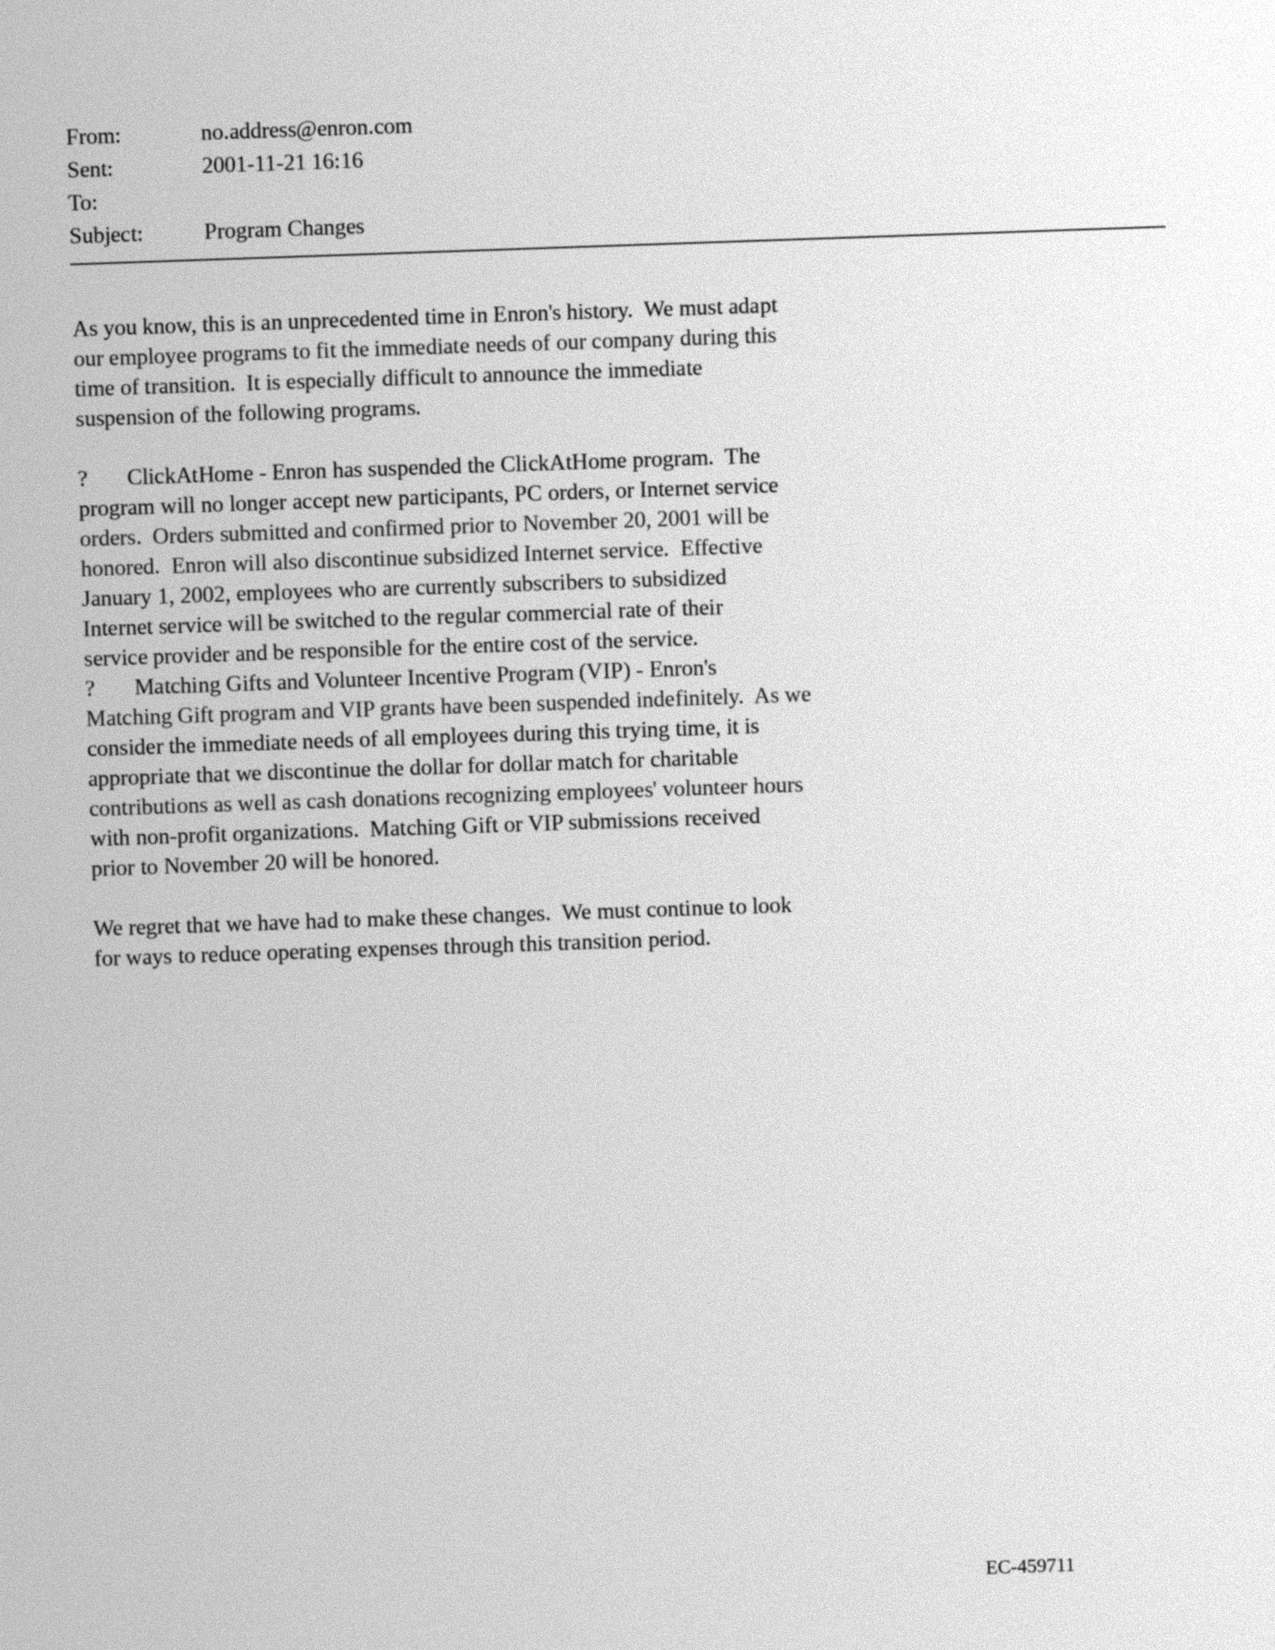 From: no.address@enron.com
Sent: 2001-11-21 16:16
To:
Subject: Program Changes
As you know, this is an unprecedented time in Enron's history.  We must adapt
our employee programs to fit the immediate needs of our company during this
time of transition.  It is especially difficult to announce the immediate
suspension of the following programs.
? ClickAtHome - Enron has suspended the ClickAtHome program.  The
program will no longer accept new participants, PC orders, or Internet service
orders.  Orders submitted and confirmed prior to November 20, 2001 will be
honored.  Enron will also discontinue subsidized Internet service.  Effective
January 1, 2002, employees who are currently subscribers to subsidized
Internet service will be switched to the regular commercial rate of their
service provider and be responsible for the entire cost of the service.
? Matching Gifts and Volunteer Incentive Program (VIP) - Enron's
Matching Gift program and VIP grants have been suspended indefinitely.  As we
consider the immediate needs of all employees during this trying time, it is
appropriate that we discontinue the dollar for dollar match for charitable
contributions as well as cash donations recognizing employees' volunteer hours
with non-profit organizations.  Matching Gift or VIP submissions received
prior to November 20 will be honored.
We regret that we have had to make these changes.  We must continue to look
for ways to reduce operating expenses through this transition period.
EC-459711